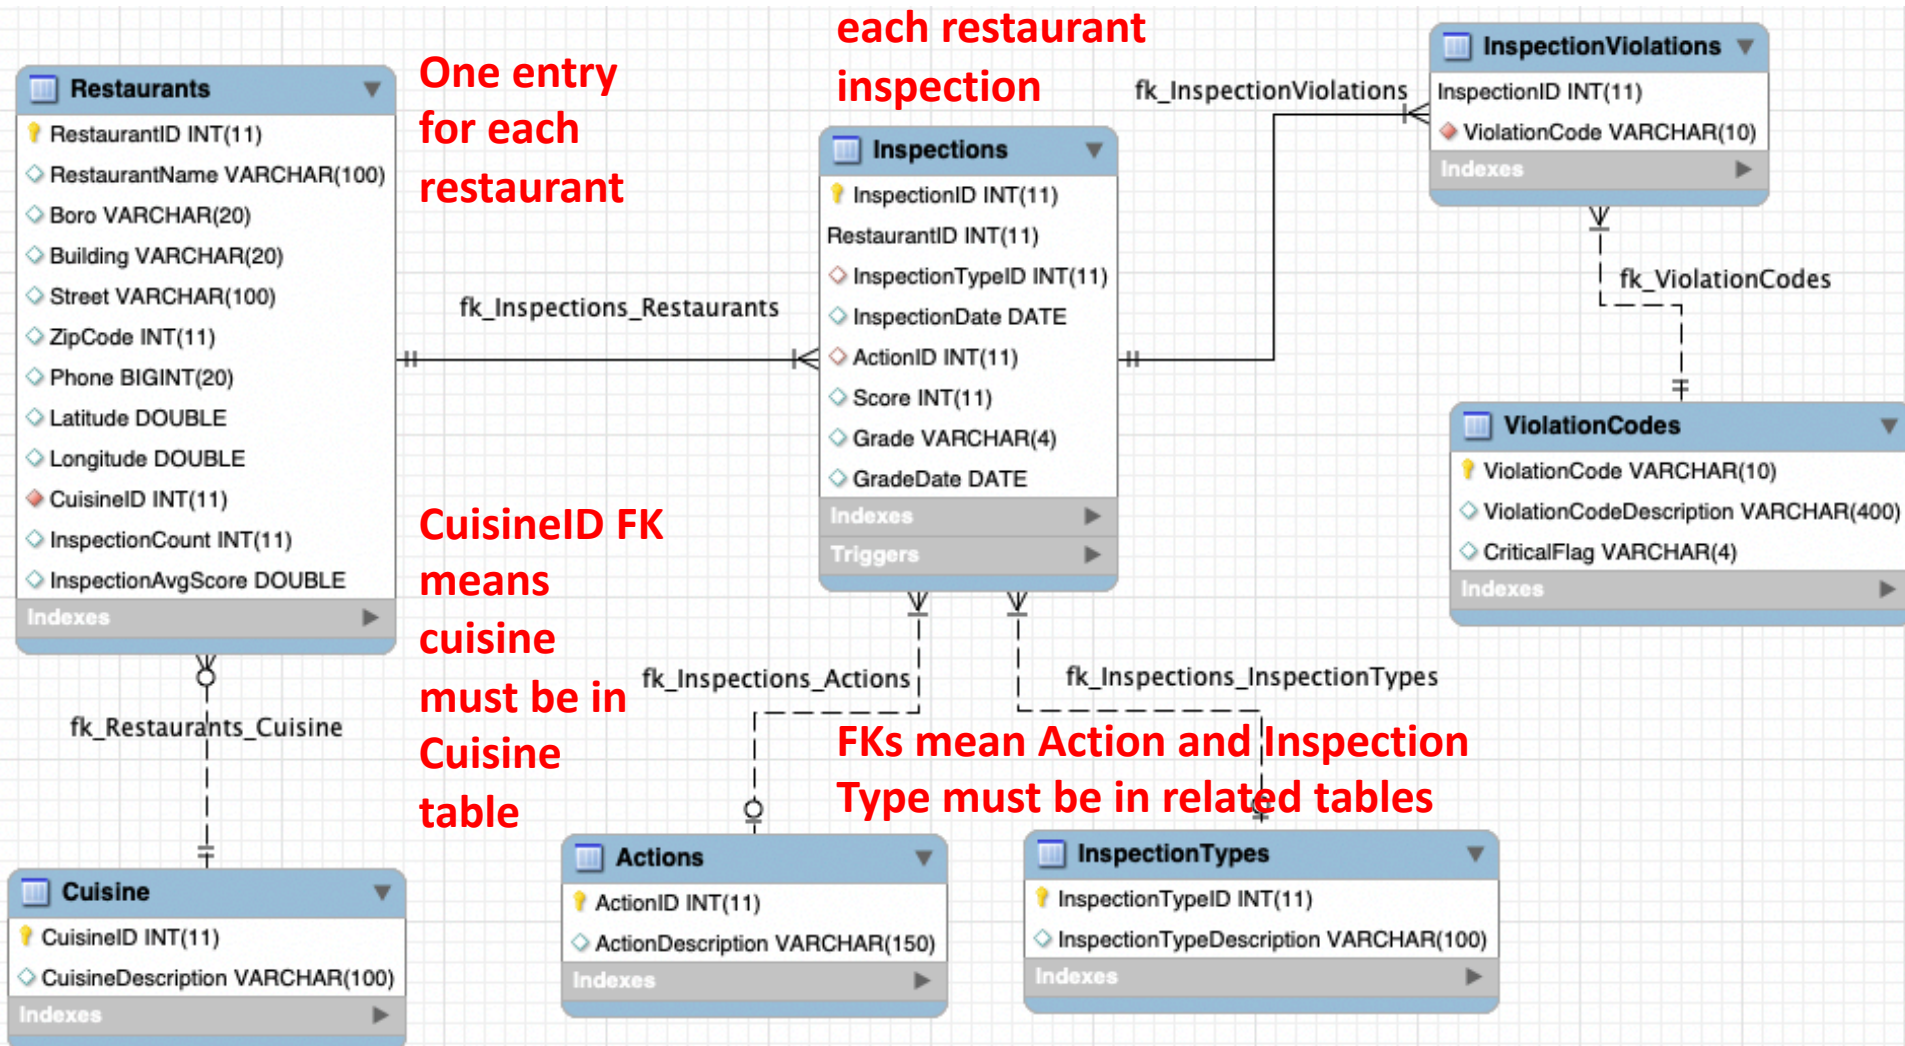 each restaurant
inspection
One entry
for each
restaurant
Restaurants
RestaurantID INT(11)
RestaurantName VARCHAR(100)
Boro VARCHAR(20)
Building VARCHAR(20)
Street VARCHAR(100)
ZipCode INT(11)
Phone BIGINT(20)
Latitude DOUBLE
Longitude DOUBLE
CuisineID INT(11)
InspectionCount INT(11)
InspectionAvgScore DOUBLE
Indexes
fk_Inspections_Restaurants
Inspections
InspectionID INT(11)
RestaurantID INT(11)
InspectionTypeID INT(11)
InspectionDate DATE
ActionID INT(11)
Score INT(11)
Grade VARCHAR(4)
GradeDate DATE
Indexes
Triggers
fk_InspectionViolations
InspectionViolations
InspectionID INT(11)
ViolationCode VARCHAR(10)
Indexes
fk_ViolationCodes
ViolationCodes
ViolationCode VARCHAR(10)
ViolationCodeDescription VARCHAR(400)
CriticalFlag VARCHAR(4)
Indexes
CuisineID FK
means
cuisine
must be in
Cuisine
table
fk_Restaurants_Cuisine
fk_Inspections_Actions
fk_Inspections_InspectionTypes
FKs mean Action and Inspection
Type must be in related tables
Cuisine
CuisineID INT(11)
CuisineDescription VARCHAR(100)
Indexes
Actions
ActionID INT(11)
ActionDescription VARCHAR(150)
Indexes
InspectionTypes
InspectionTypeID INT(11)
InspectionTypeDescription VARCHAR(100)
Indexes